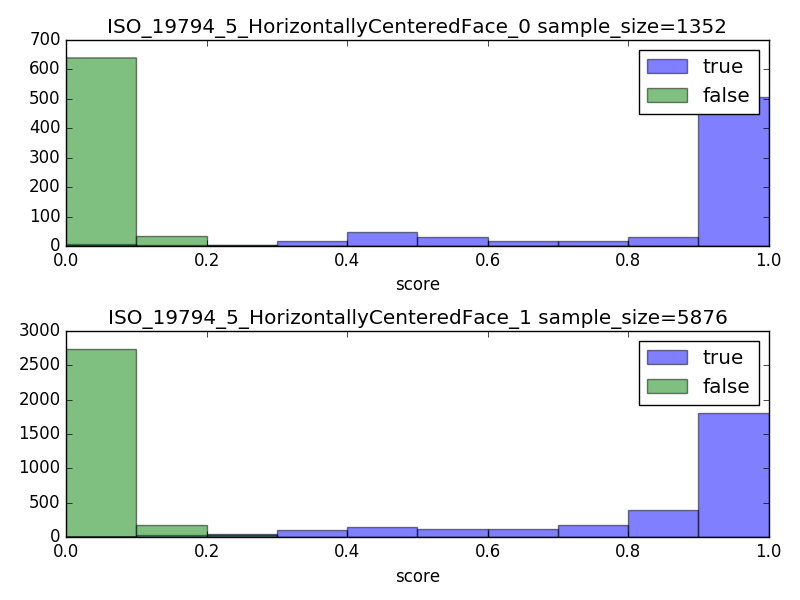 ISO_19794_5_HorizontallyCenteredFace_0 sample_size=1352
700
600
500
400
300
200
100
0
true
false
0.0 0.2 0.4 0.6 0.8 1.0
score
ISO_19794_5_HorizontallyCenteredFace_1 sample_size=5876
3000
2500
2000
1500
1000
500
0
true
false
0.0 0.2 0.4 0.6 0.8 1.0
score